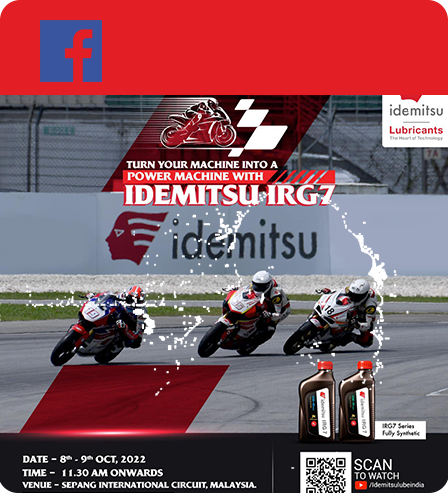 f
idemitsu
Lubricants
The Heart of Technology
TURN YOUR MACHINE INTO A
POWER MACHINE WITH
IDEMITSU IRG7
idemitsu
IRG7 Series
Fully Synthetic
DATE – 8th - 9th OCT, 2022
TIME – 11.30 AM ONWARDS
VENUE – SEPANG INTERNATIONAL CIRCUIT, MALAYSIA.
SCAN
TO WATCH
/Idemitsulubeindia